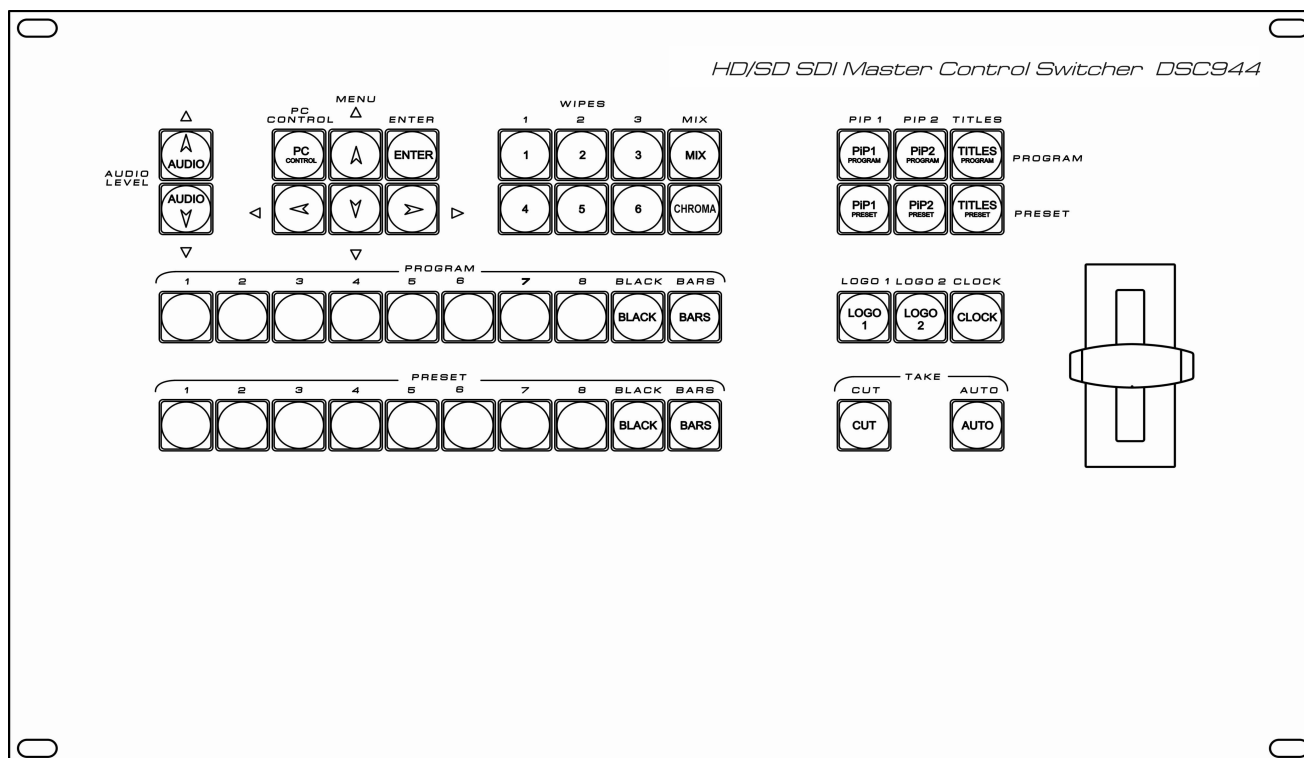 HD/SD SDI Master Control Switcher DSC944
PC CONTROL MENU ENTER
WIPES
1 2 3 MIX
PIP 1 PIP 2 TITLES
AUDIO
PC CONTROL
ENTER
1 2 3 MIX
PiP1 PROGRAM
PiP2 PROGRAM
TITLES PROGRAM
PROGRAM
AUDIO LEVEL
AUDIO
4 5 6 CHROMA
PiP1 PRESET
PiP2 PRESET
TITLES PRESET
PRESET
PROGRAM
1 2 3 4 5 6 7 8 BLACK BARS
LOGO 1 LOGO 2 CLOCK
BLACK BARS
LOGO 1
LOGO 2
CLOCK
PRESET
1 2 3 4 5 6 7 8 BLACK BARS
TAKE
CUT AUTO
BLACK BARS
CUT AUTO